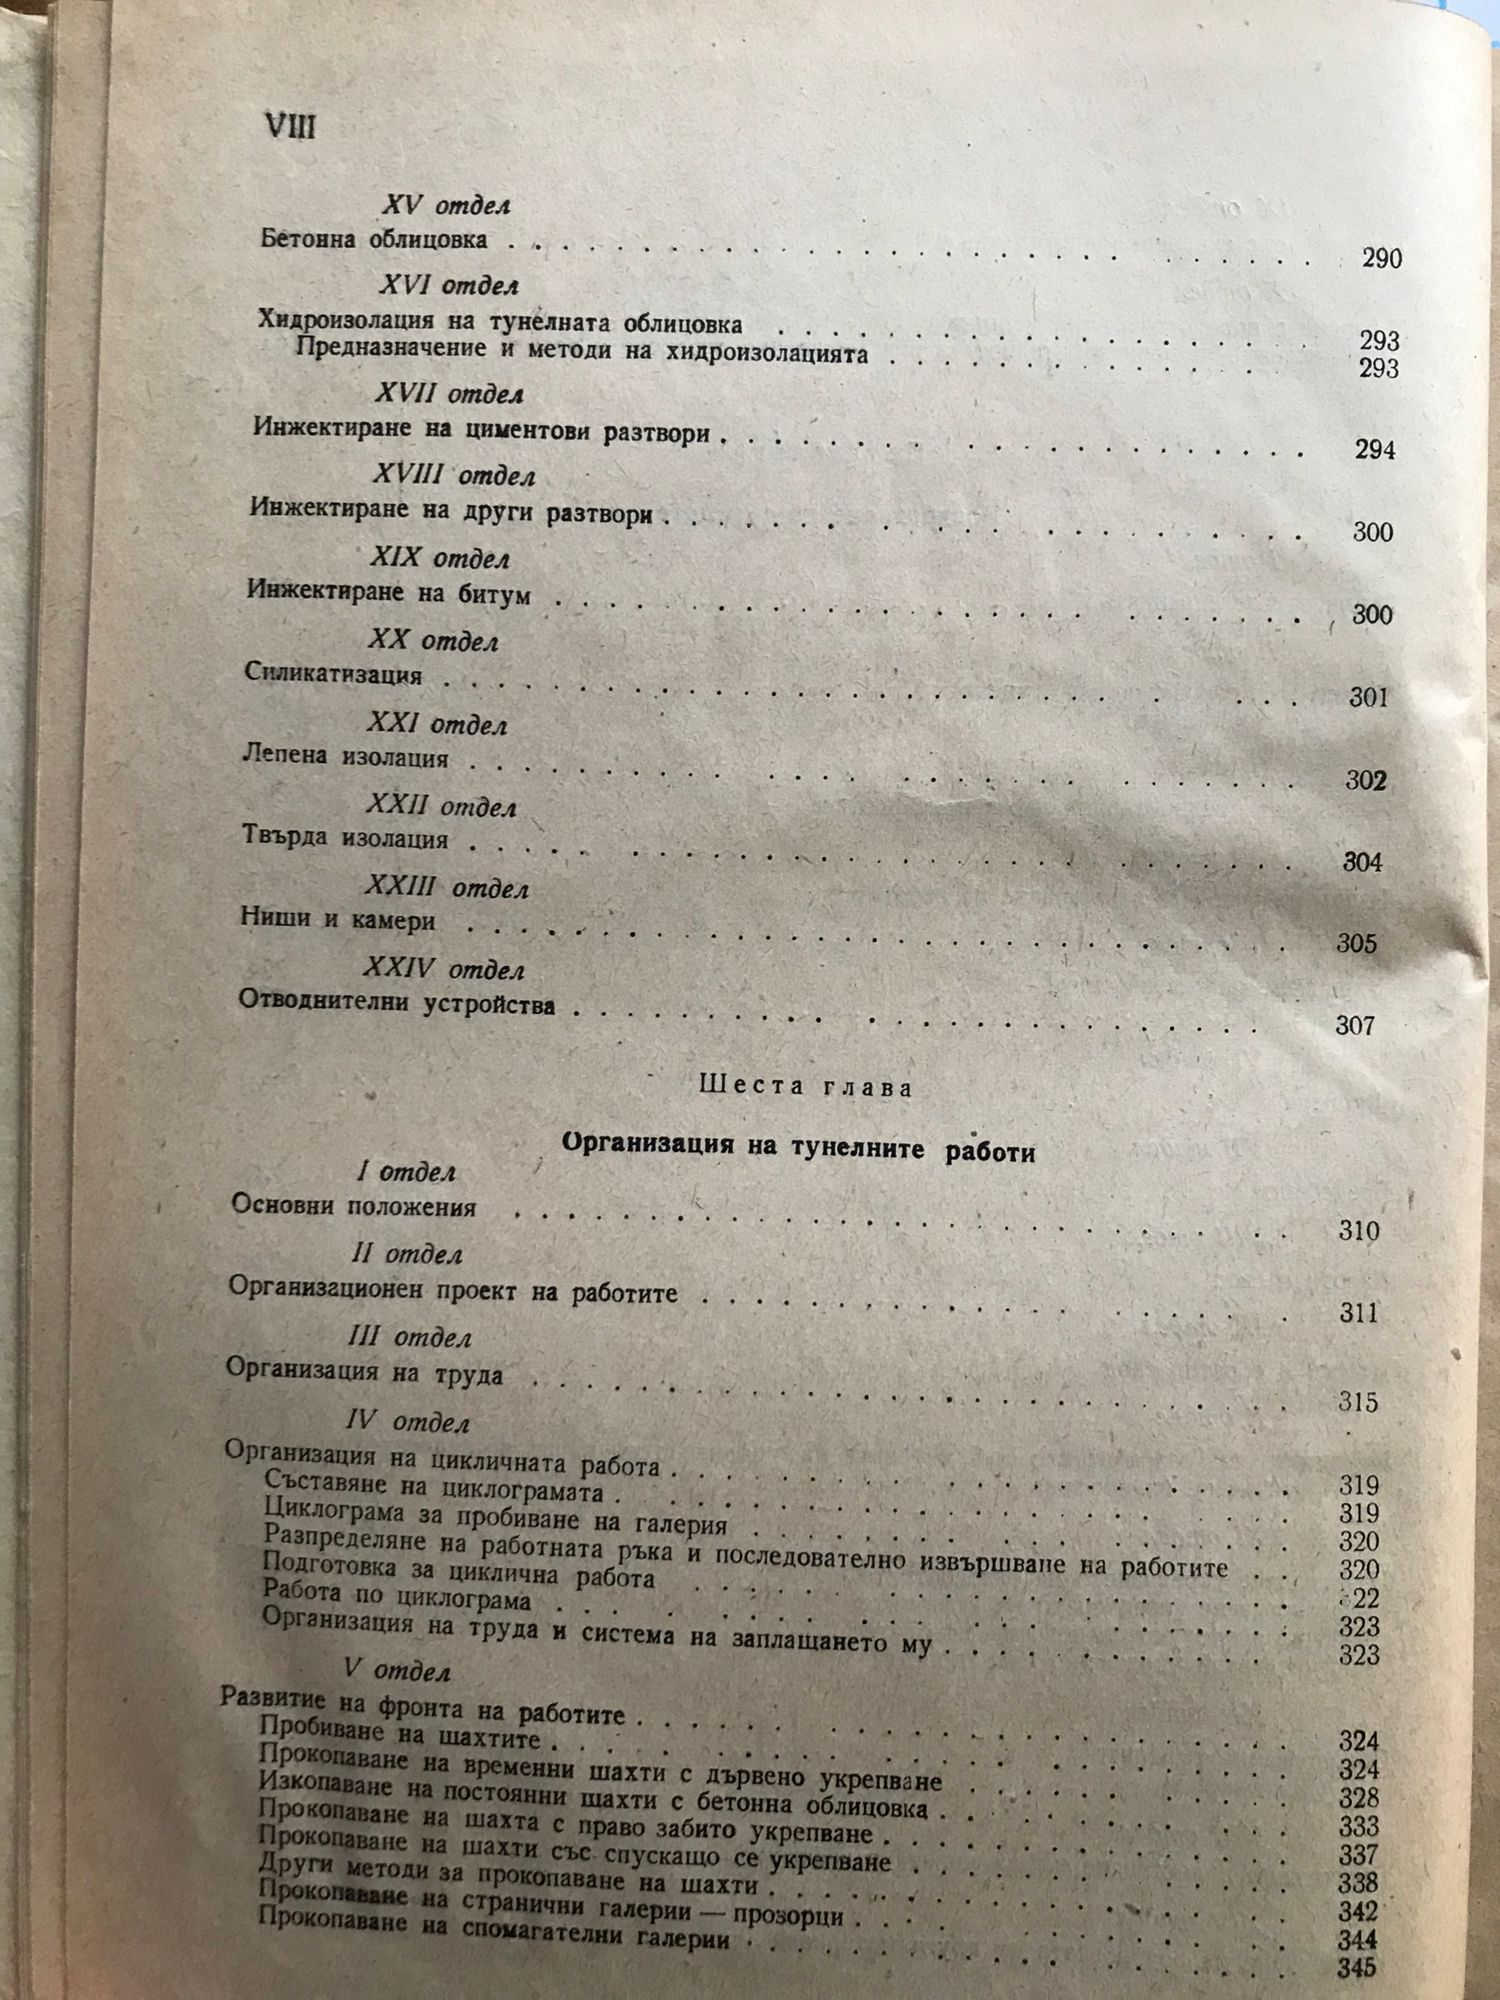 VIII
XV отдел
Бетонна облицовка . . . . . . . . . . . . . . . . . . . . . . . . . . . . 290
XVI отдел
Хидроизолация на тунелната облицовка . . . . . . . . . . . . . . . . . . 293
Предназначение и методи на хидроизолацията . . . . . . . . . . . . . . 293
XVII отдел
Инжектиране на циментови разтвори . . . . . . . . . . . . . . . . . . . . 294
XVIII отдел
Инжектиране на други разтвори . . . . . . . . . . . . . . . . . . . . . . 300
XIX отдел
Инжектиране на битум . . . . . . . . . . . . . . . . . . . . . . . . . . 300
XX отдел
Силикатизация . . . . . . . . . . . . . . . . . . . . . . . . . . . . . 301
XXI отдел
Лепена изолация . . . . . . . . . . . . . . . . . . . . . . . . . . . . 302
XXII отдел
Твърда изолация . . . . . . . . . . . . . . . . . . . . . . . . . . . . 304
XXIII отдел
Ниши и камери . . . . . . . . . . . . . . . . . . . . . . . . . . . . . 305
XXIV отдел
Отводнителни устройства . . . . . . . . . . . . . . . . . . . . . . . . 307
Шеста глава
Организация на тунелните работи
I отдел
Основни положения . . . . . . . . . . . . . . . . . . . . . . . . . . . 310
II отдел
Организационен проект на работите . . . . . . . . . . . . . . . . . . . . 311
III отдел
Организация на труда . . . . . . . . . . . . . . . . . . . . . . . . . . 315
IV отдел
Организация на цикличната работа . . . . . . . . . . . . . . . . . . . . 319
Съставяне на циклограмата . . . . . . . . . . . . . . . . . . . . . . 319
Циклограма за пробиване на галерия . . . . . . . . . . . . . . . . . . 320
Разпределяне на работната ръка и последователно извършване на работите . . 320
Подготовка за циклична работа . . . . . . . . . . . . . . . . . . . . 22
Работа по циклограма . . . . . . . . . . . . . . . . . . . . . . . . 323
Организация на труда и система на заплащането му . . . . . . . . . . . . 323
V отдел
Развитие на фронта на работите . . . . . . . . . . . . . . . . . . . . . 324
Пробиване на шахтите . . . . . . . . . . . . . . . . . . . . . . . . 324
Прокопаване на временни шахти с дървено укрепване . . . . . . . . . . . 328
Изкопаване на постоянни шахти с бетонна облицовка . . . . . . . . . . . 333
Прокопаване на шахта с право забито укрепване . . . . . . . . . . . . . 337
Прокопаване на шахти със спускащо се укрепване . . . . . . . . . . . . 338
Други методи за прокопаване на шахти . . . . . . . . . . . . . . . . . 342
Прокопаване на странични галерии — прозорци . . . . . . . . . . . . . . 344
Прокопаване на спомагателни галерии . . . . . . . . . . . . . . . . . 345